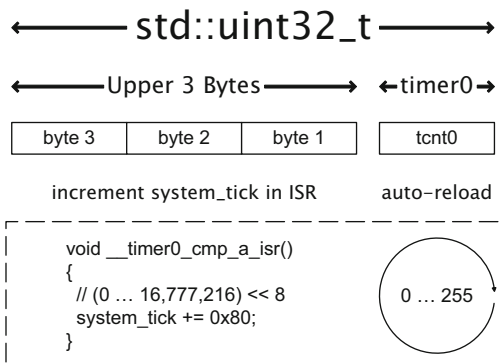 std::uint32_t
Upper 3 Bytes timer0
byte 3 byte 2 byte 1 tcnt0
increment system_tick in ISR auto-reload
void __timer0_cmp_a_isr()
{
// (0 … 16,777,216) << 8
system_tick += 0x80;
}
0 … 255